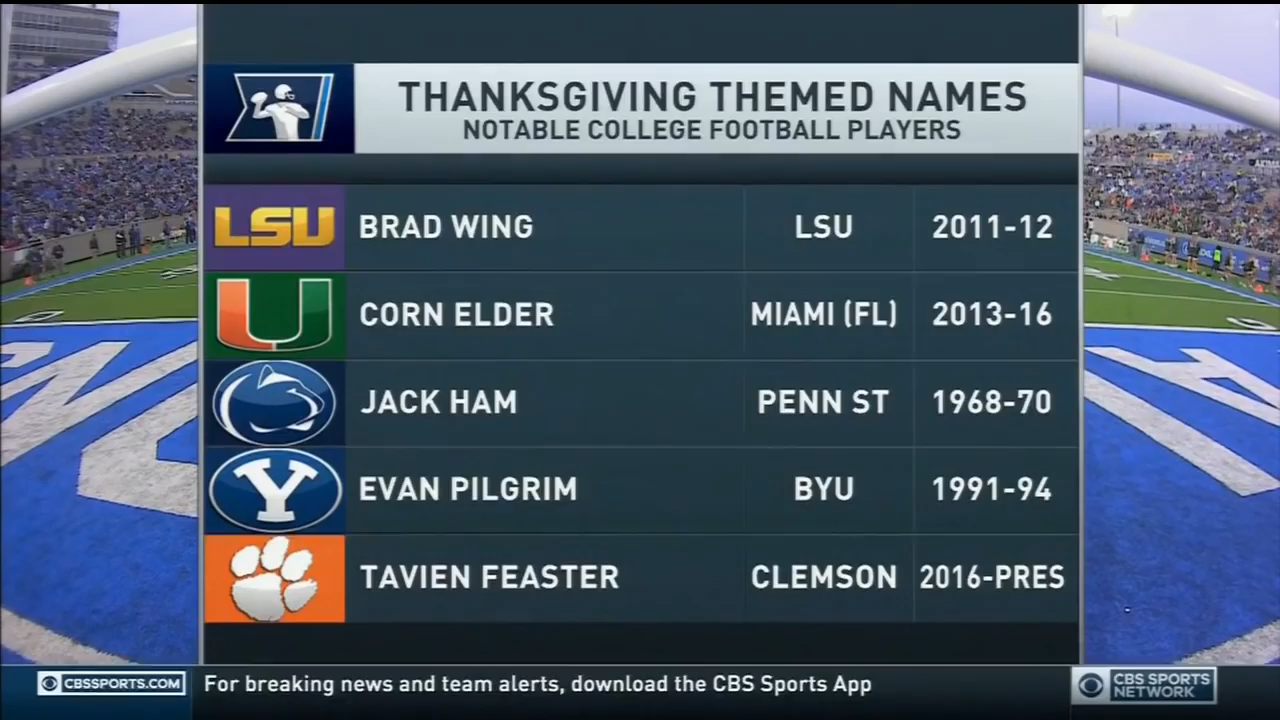 THANKSGIVING THEMED NAMES
NOTABLE COLLEGE FOOTBALL PLAYERS
LSU BRAD WING LSU 2011-12
U CORN ELDER MIAMI (FL) 2013-16
JACK HAM PENN ST 1968-70
Y EVAN PILGRIM BYU 1991-94
TAVIEN FEASTER CLEMSON 2016-PRES
CBSSPORTS.COM For breaking news and team alerts, download the CBS Sports App CBS SPORTS
NETWORK